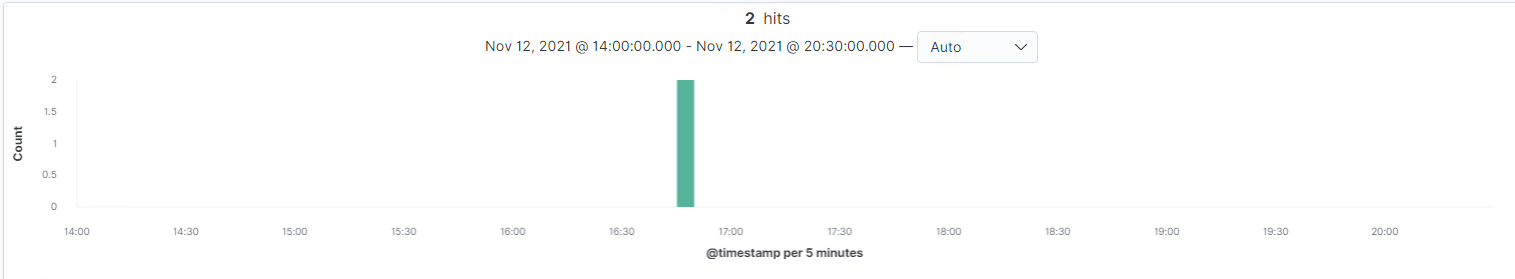 2 hits
Nov 12, 2021 @ 14:00:00.000 - Nov 12, 2021 @ 20:30:00.000 — Auto
Count
2
1.5
1
0.5
0
14:00 14:30 15:00 15:30 16:00 16:30 17:00 17:30 18:00 18:30 19:00 19:30 20:00
@timestamp per 5 minutes